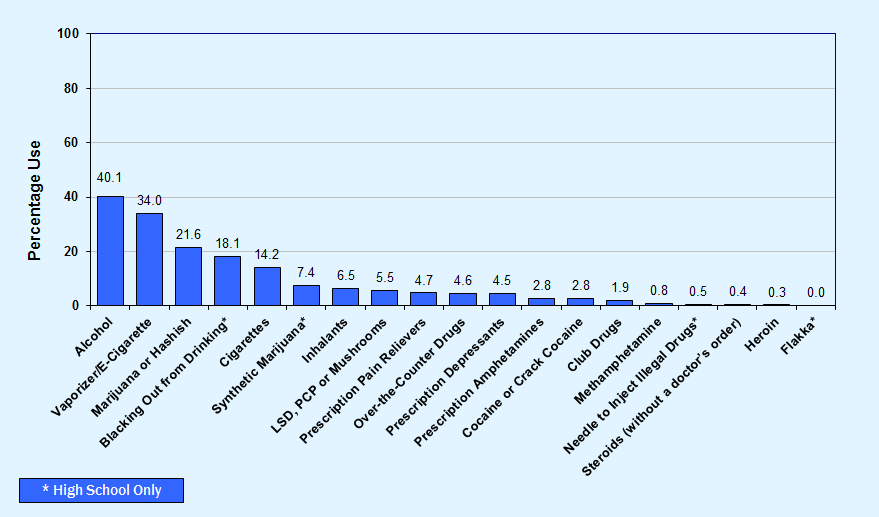 100
80
60
40
20
0
Percentage Use
40.1
34.0
21.6
18.1
14.2
7.4
6.5
5.5
4.7
4.6
4.5
2.8
2.8
1.9
0.8
0.5
0.4
0.3
0.0
Alcohol
Vaporizer/E-Cigarette
Marijuana or Hashish
Blacking Out from Drinking*
Cigarettes
Synthetic Marijuana*
Inhalants
LSD, PCP or Mushrooms
Prescription Pain Relievers
Over-the-Counter Drugs
Prescription Depressants
Prescription Amphetamines
Cocaine or Crack Cocaine
Club Drugs
Methamphetamine
Needle to Inject Illegal Drugs*
Steroids (without a doctor's order)
Heroin
Flakka*
* High School Only